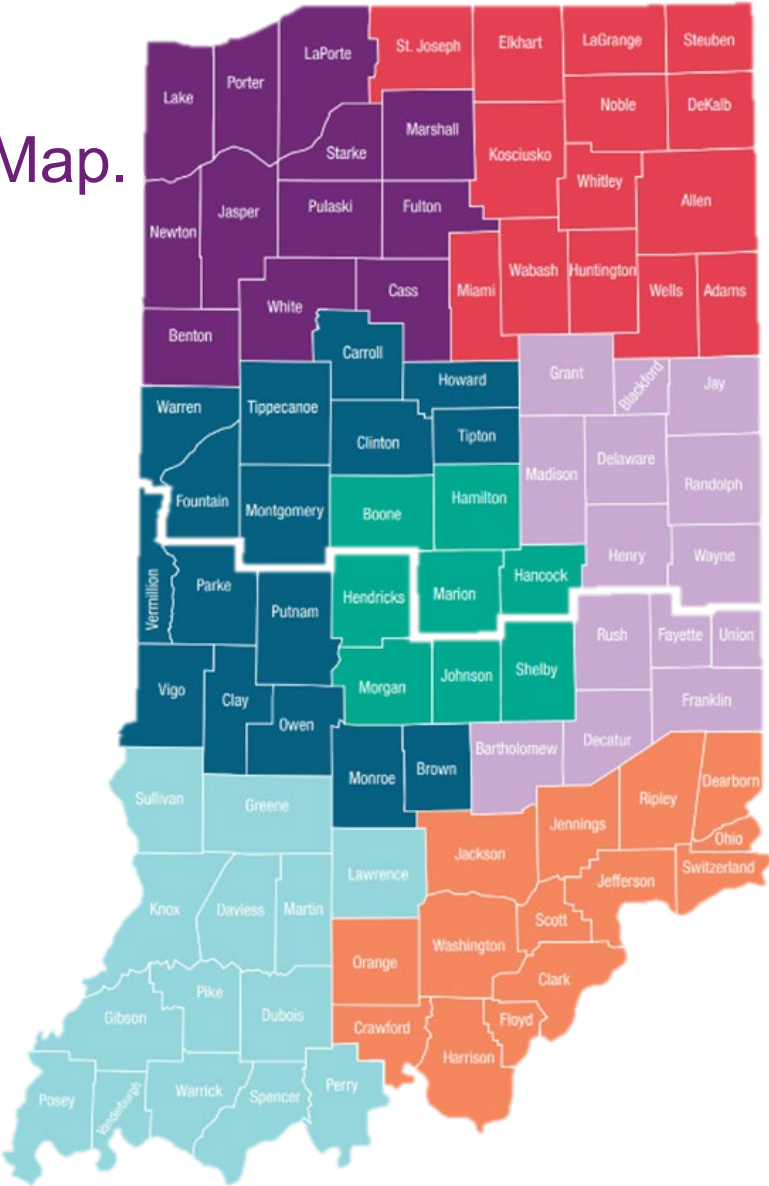 Map.
LaPorte
St. Joseph
Elkhart
LaGrange
Steuben
Lake
Porter
Starke
Marshall
Kosciusko
Noble
DeKalb
Whitley
Allen
Newton
Jasper
Pulaski
Fulton
White
Cass
Miami
Wabash
Huntington
Wells
Adams
Benton
Carroll
Howard
Grant
Blackford
Jay
Warren
Tippecanoe
Clinton
Tipton
Madison
Delaware
Randolph
Fountain
Montgomery
Boone
Hamilton
Henry
Wayne
Vermillion
Parke
Putnam
Hendricks
Marion
Hancock
Rush
Fayette
Union
Vigo
Clay
Owen
Morgan
Johnson
Shelby
Franklin
Monroe
Brown
Bartholomew
Decatur
Dearborn
Sullivan
Greene
Lawrence
Jackson
Jennings
Ripley
Ohio
Switzerland
Jefferson
Knox
Daviess
Martin
Orange
Washington
Scott
Clark
Gibson
Pike
Dubois
Crawford
Harrison
Floyd
Posey
Vanderburgh
Warrick
Spencer
Perry